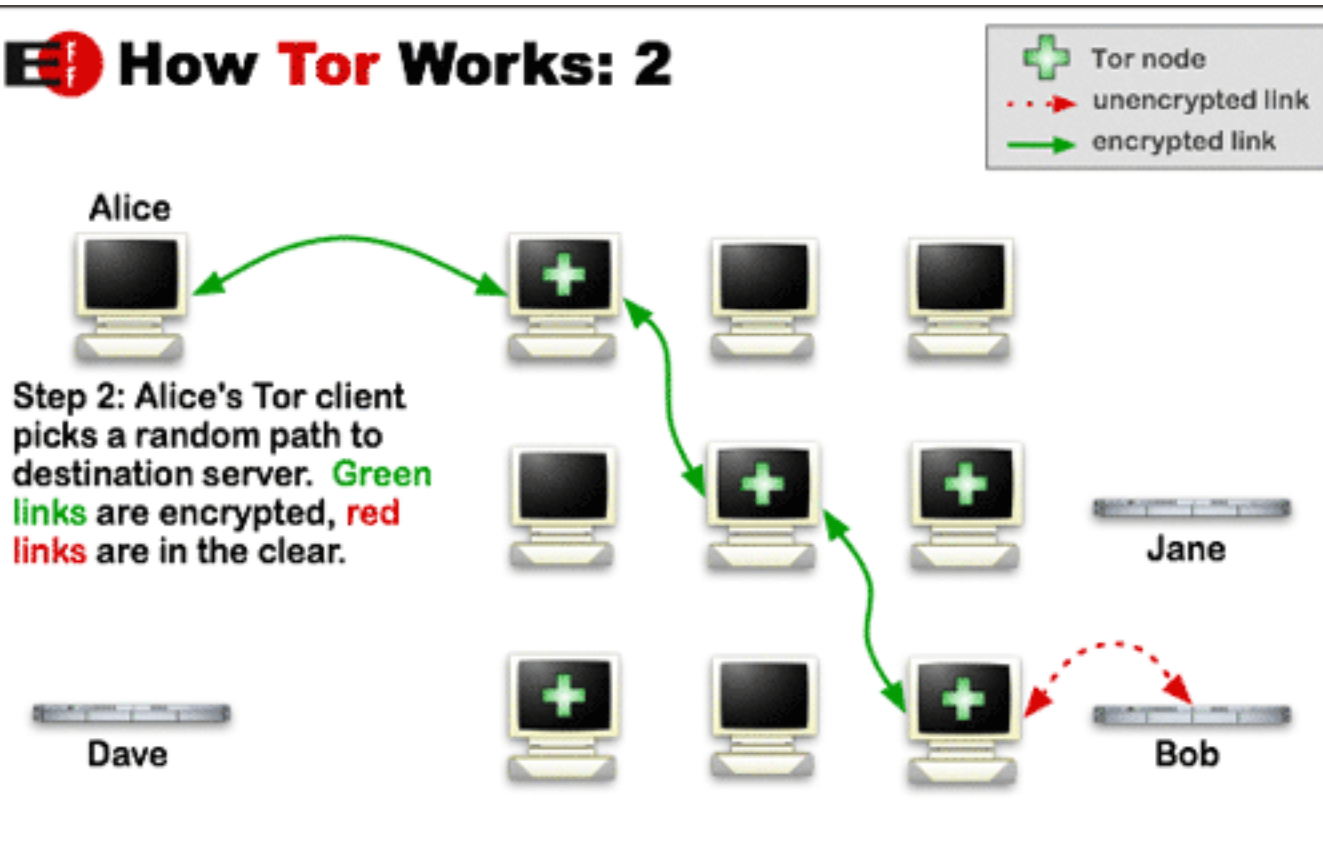 EFF How Tor Works: 2
Tor node
unencrypted link
encrypted link
Alice
Step 2: Alice's Tor client
picks a random path to
destination server. Green
links are encrypted, red
links are in the clear.
Jane
Dave
Bob